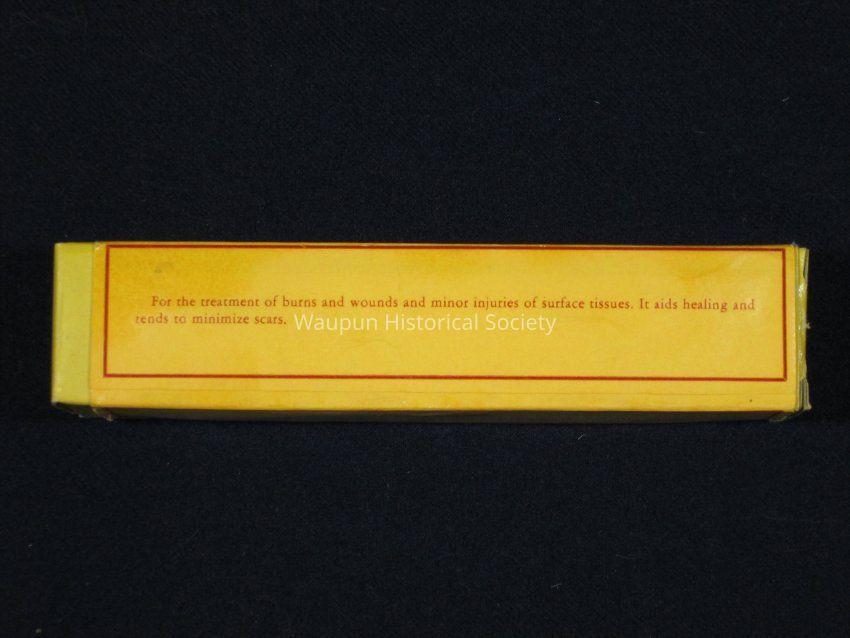 For the treatment of burns and wounds and minor injuries of surface tissues. It aids healing and
tends to minimize scars.
Waupun Historical Society